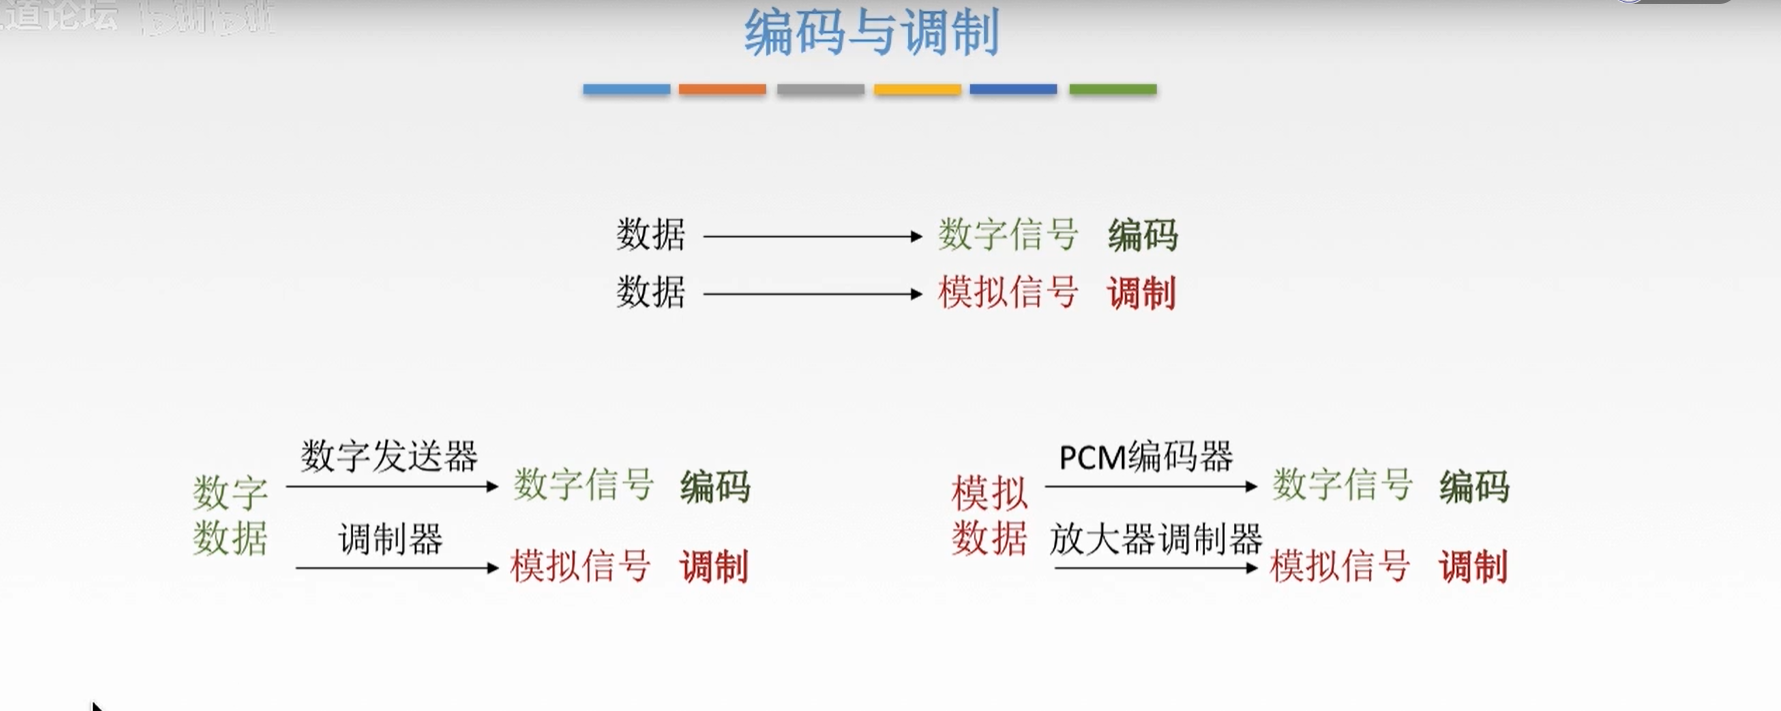 道论坛 bilibili
编码与调制
数据 数字信号 编码
数据 模拟信号 调制
数字发送器
数字数据 数字信号 编码
调制器
模拟信号 调制
PCM编码器
模拟数据 数字信号 编码
放大器调制器
模拟信号 调制